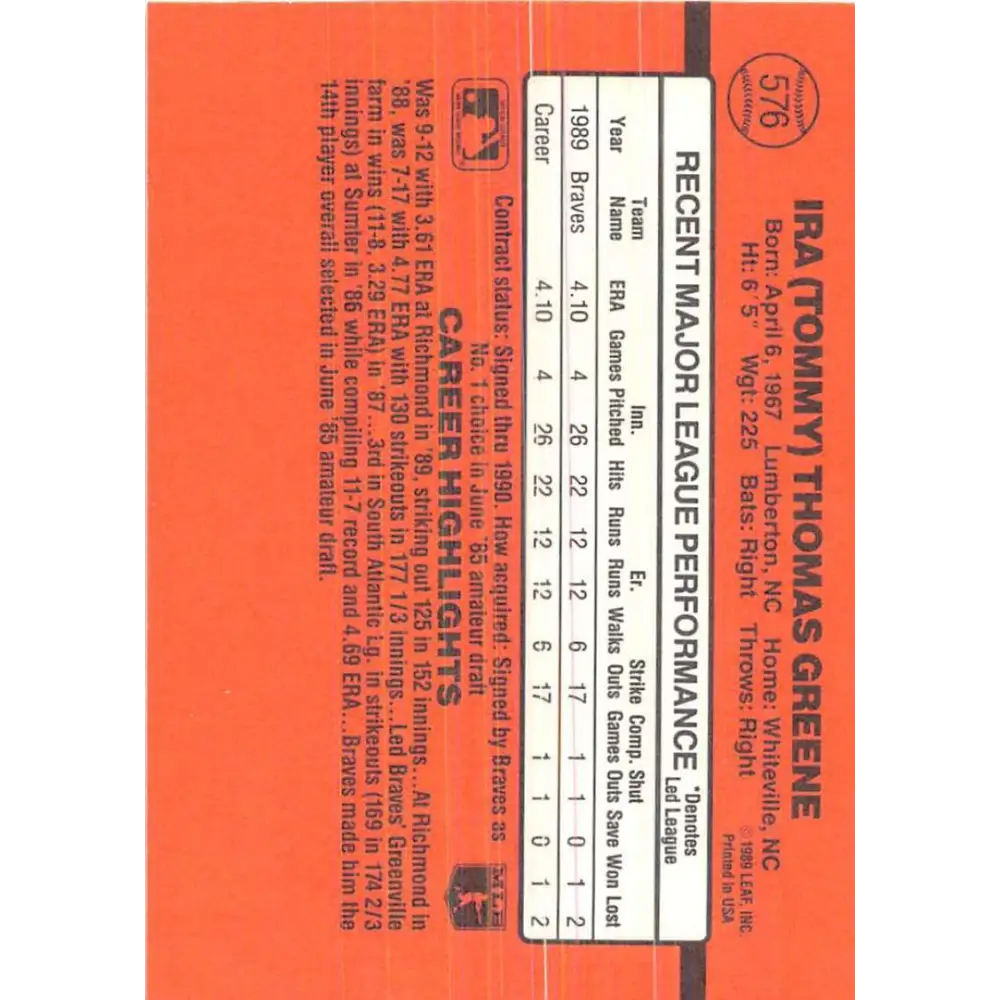 576
IRA (TOMMY) THOMAS GREENE
Born: April 6, 1967 Lumberton, NC Home: Whiteville, NC
Ht: 6'5" Wgt: 225 Bats: Right Throws: Right
© 1989 LEAF, INC.
Printed in USA
RECENT MAJOR LEAGUE PERFORMANCE
*Denotes
Led League
Team Inn. Er. Strike Comp. Shut
Year Name ERA Games Pitched Hits Runs Runs Walks Outs Games Outs Save Won Lost
1989 Braves 4.10 4 26 22 12 12 6 17 1 1 0 1 2
Career 4.10 4 26 22 12 12 6 17 1 1 0 1 2
Contract status: Signed thru 1990. How acquired: Signed by Braves as
No. 1 choice in June '85 amateur draft
MLB
CAREER HIGHLIGHTS
Was 9-12 with 3.61 ERA at Richmond in '89, striking out 125 in 152 innings...At Richmond in
'88, was 7-17 with 4.77 ERA with 130 strikeouts in 177 1/3 innings...Led Braves' Greenville
farm in wins (11-8, 3.29 ERA) in '87...3rd in South Atlantic Lg. in strikeouts (169 in 174 2/3
innings) at Sumter in '86 while compiling 11-7 record and 4.69 ERA...Braves made him the
14th player overall selected in June '85 amateur draft.